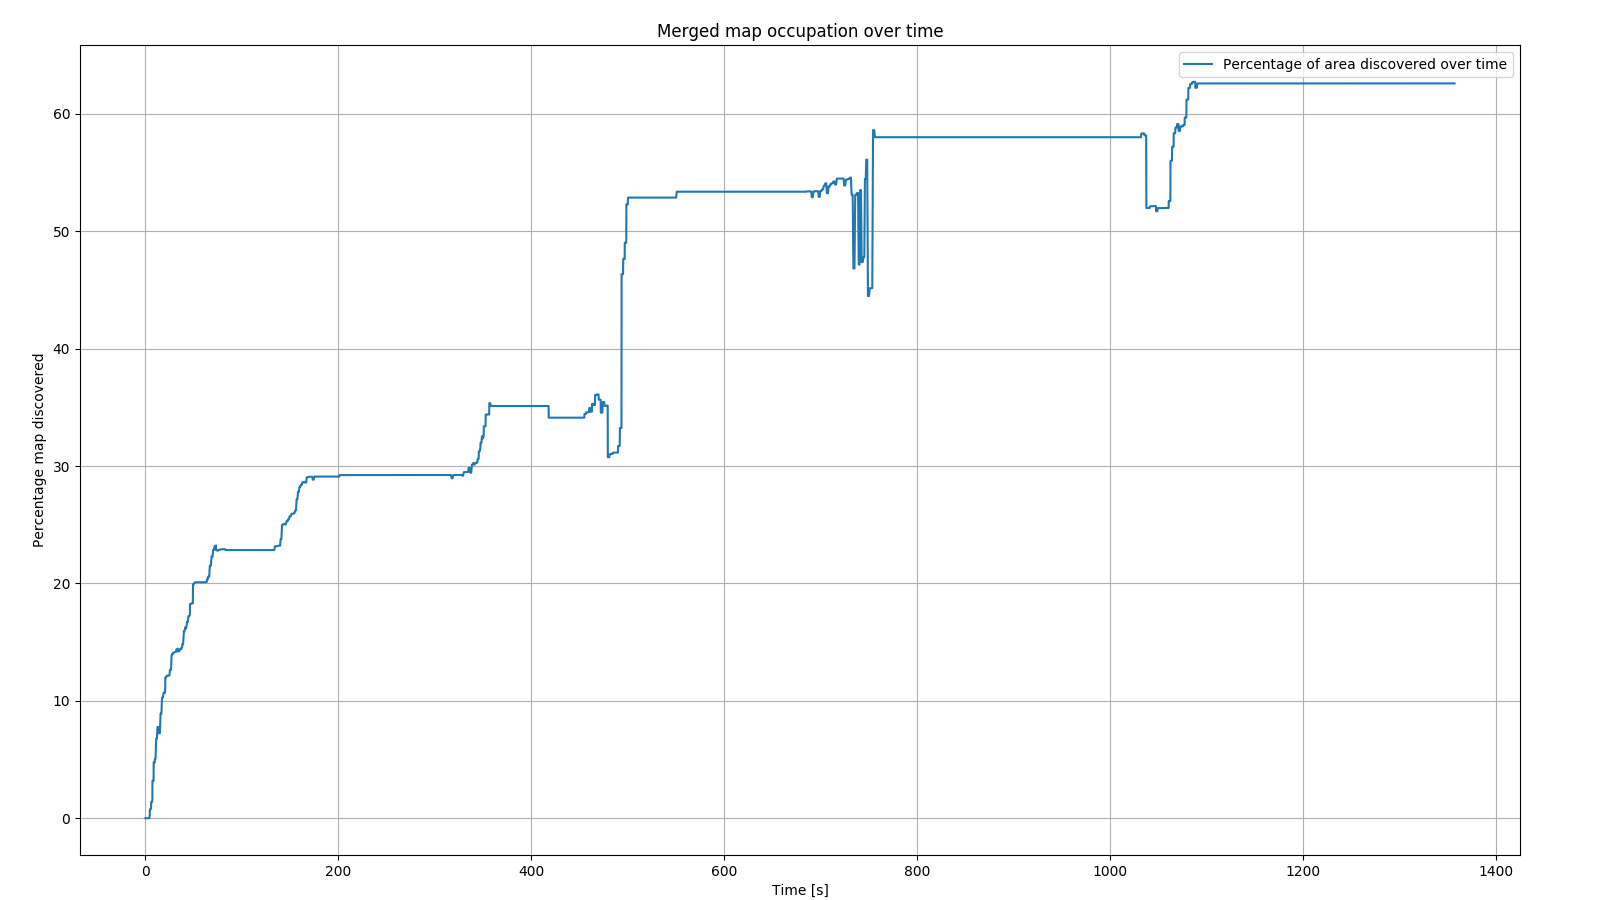 Merged map occupation over time
Percentage of area discovered over time
Percentage map discovered
60
50
40
30
20
10
0
0 200 400 600 800 1000 1200 1400
Time [s]